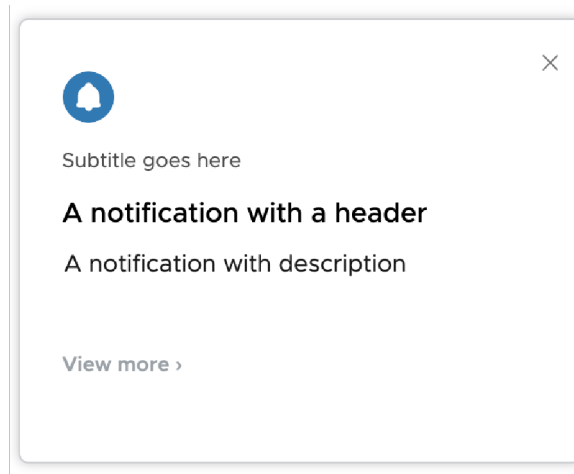 Subtitle goes here
A notification with a header
A notification with description
View more ›